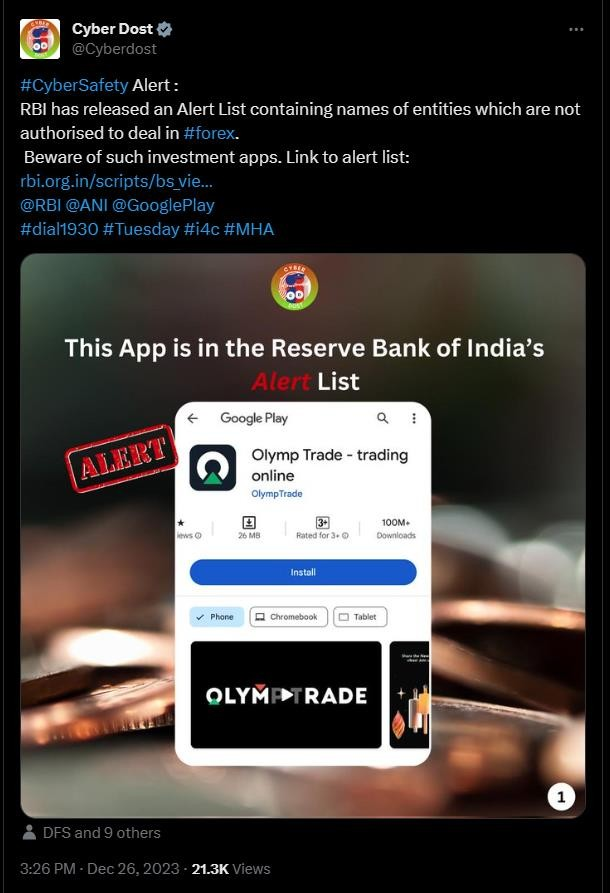 Cyber Dost
@Cyberdost
#CyberSafety Alert :
RBI has released an Alert List containing names of entities which are not
authorised to deal in #forex.
Beware of such investment apps. Link to alert list:
rbi.org.in/scripts/bs_vie...
@RBI @ANI @GooglePlay
#dial1930 #Tuesday #i4c #MHA
CYBER
DOST
This App is in the Reserve Bank of India’s
Alert List
ALERT
Google Play
Olymp Trade - trading
online
OlympTrade
iews
26 MB
3+
Rated for 3+
100M+
Downloads
Install
Phone
Chromebook
Tablet
OLYMPTRADE
1
DFS and 9 others
3:26 PM · Dec 26, 2023 · 21.3K Views